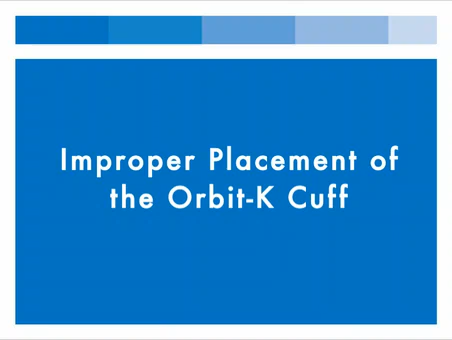 Improper Placement of
the Orbit-K Cuff